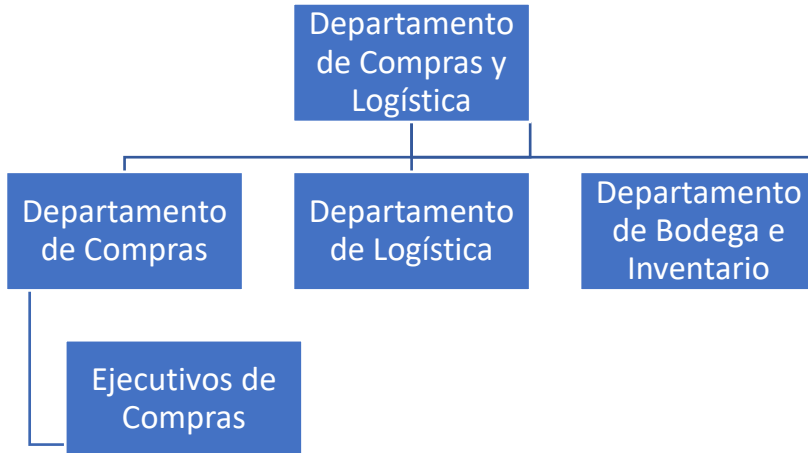 Departamento
de Compras y
Logística
Departamento
de Compras
Departamento
de Logística
Departamento
de Bodega e
Inventario
Ejecutivos de
Compras